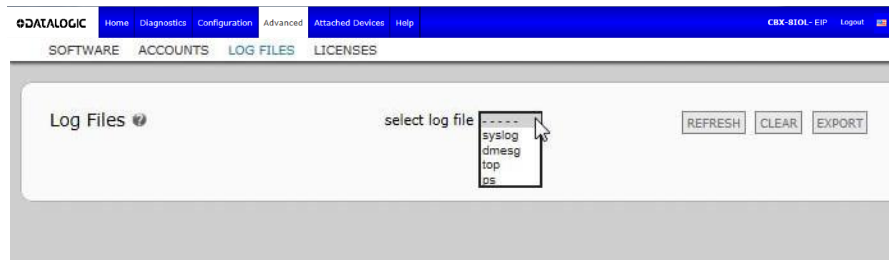 DATALOGIC Home Diagnostics Configuration Advanced Attached Devices Help CBX-8IOL- EIP Logout
SOFTWARE ACCOUNTS LOG FILES LICENSES
Log Files ? select log file - - - - - REFRESH CLEAR EXPORT
syslog
dmesg
top
ps